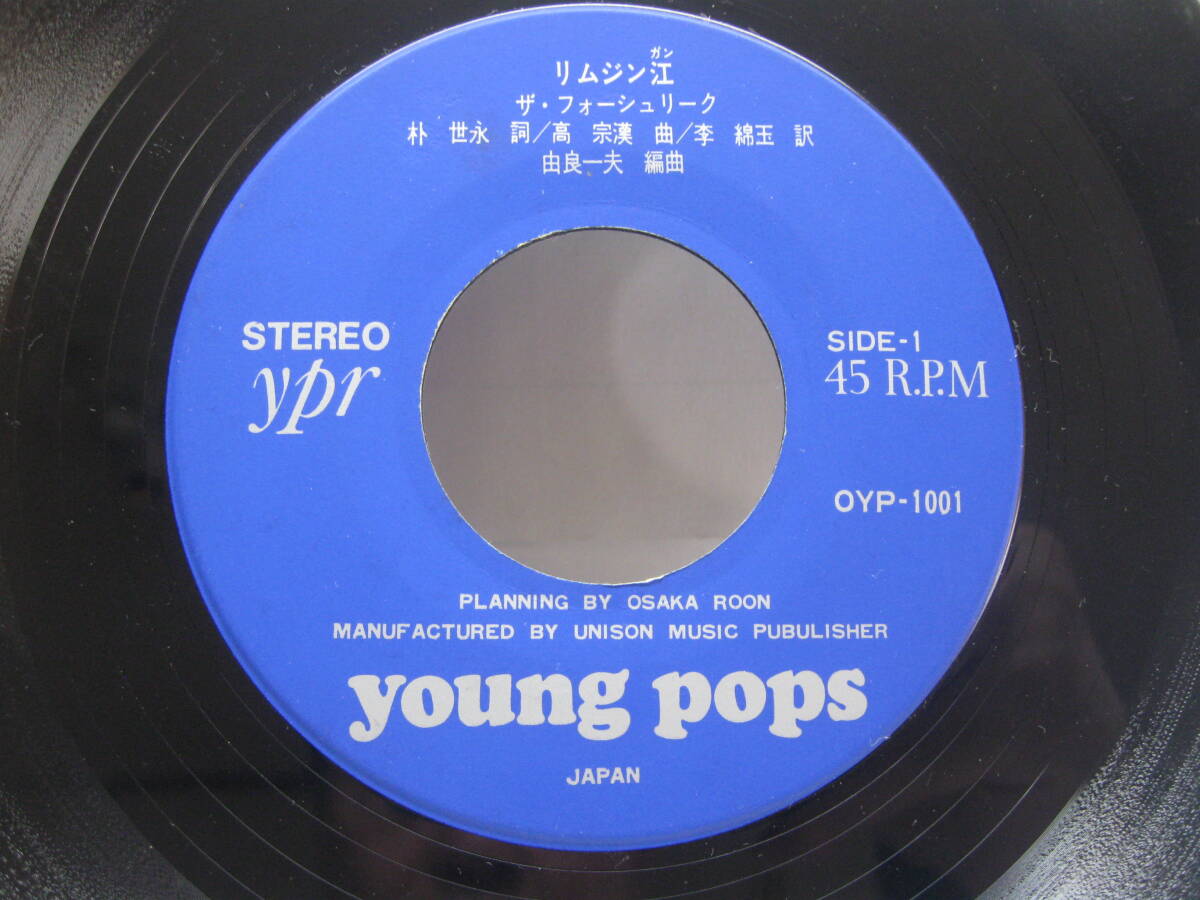 リムジン江
ガン
ザ・フォーシュリーク
朴 世永 詞/高 宗漢 曲/李 綿玉 訳
由良一夫 編曲
STEREO
ypr
SIDE-1
45 R.P.M
OYP-1001
PLANNING BY OSAKA ROON
MANUFACTURED BY UNISON MUSIC PUBULISHER
young pops
JAPAN